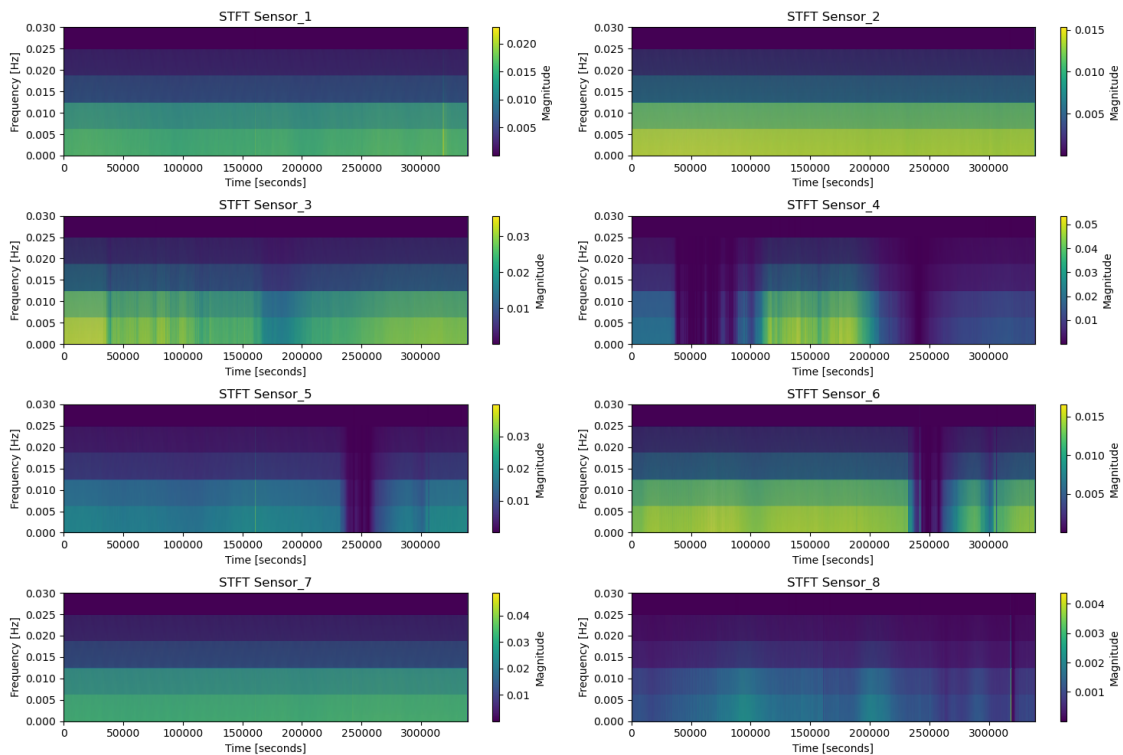 STFT Sensor_1
0.030
0.025
0.020
0.015
0.010
0.005
0.000
Frequency [Hz]
0 50000 100000 150000 200000 250000 300000
Time [seconds]
0.020
0.015
0.010
0.005
Magnitude
STFT Sensor_2
0.030
0.025
0.020
0.015
0.010
0.005
0.000
Frequency [Hz]
0 50000 100000 150000 200000 250000 300000
Time [seconds]
0.015
0.010
0.005
Magnitude
STFT Sensor_3
0.030
0.025
0.020
0.015
0.010
0.005
0.000
Frequency [Hz]
0 50000 100000 150000 200000 250000 300000
Time [seconds]
0.03
0.02
0.01
Magnitude
STFT Sensor_4
0.030
0.025
0.020
0.015
0.010
0.005
0.000
Frequency [Hz]
0 50000 100000 150000 200000 250000 300000
Time [seconds]
0.05
0.04
0.03
0.02
0.01
Magnitude
STFT Sensor_5
0.030
0.025
0.020
0.015
0.010
0.005
0.000
Frequency [Hz]
0 50000 100000 150000 200000 250000 300000
Time [seconds]
0.03
0.02
0.01
Magnitude
STFT Sensor_6
0.030
0.025
0.020
0.015
0.010
0.005
0.000
Frequency [Hz]
0 50000 100000 150000 200000 250000 300000
Time [seconds]
0.015
0.010
0.005
Magnitude
STFT Sensor_7
0.030
0.025
0.020
0.015
0.010
0.005
0.000
Frequency [Hz]
0 50000 100000 150000 200000 250000 300000
Time [seconds]
0.04
0.03
0.02
0.01
Magnitude
STFT Sensor_8
0.030
0.025
0.020
0.015
0.010
0.005
0.000
Frequency [Hz]
0 50000 100000 150000 200000 250000 300000
Time [seconds]
0.004
0.003
0.002
0.001
Magnitude